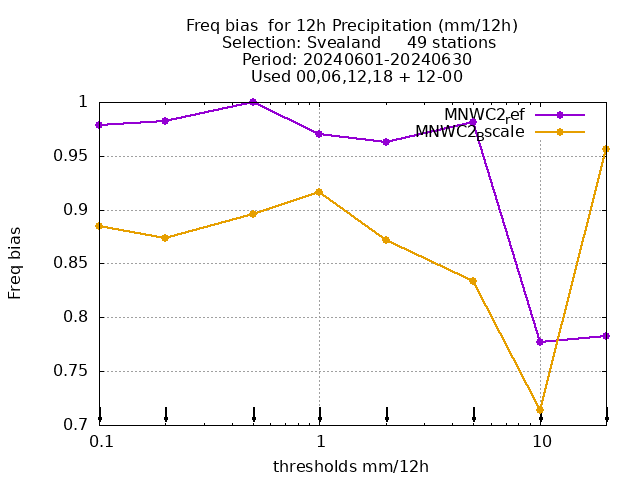 Freq bias  for 12h Precipitation (mm/12h)
Selection: Svealand     49 stations
Period: 20240601-20240630
Used 00,06,12,18 + 12-00
MNWC2ref
MNWC2Bscale
1
0.95
0.9
0.85
0.8
0.75
0.7
Freq bias
0.1 1 10
thresholds mm/12h